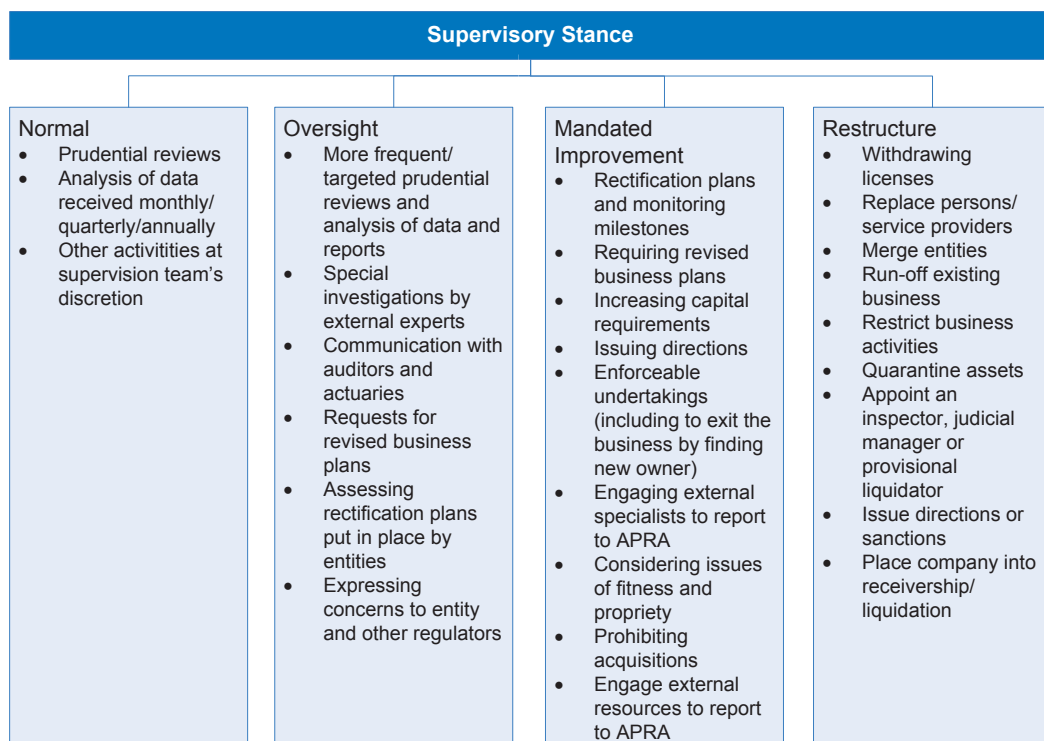 Supervisory Stance
Normal
• Prudential reviews
• Analysis of data
received monthly/
quarterly/annually
• Other activitities at
supervision team’s
discretion
Oversight
• More frequent/
targeted prudential
reviews and
analysis of data and
reports
• Special
investigations by
external experts
• Communication with
auditors and
actuaries
• Requests for
revised business
plans
• Assessing
rectification plans
put in place by
entities
• Expressing
concerns to entity
and other regulators
Mandated
Improvement
• Rectification plans
and monitoring
milestones
• Requiring revised
business plans
• Increasing capital
requirements
• Issuing directions
• Enforceable
undertakings
(including to exit the
business by finding
new owner)
• Engaging external
specialists to report
to APRA
• Considering issues
of fitness and
propriety
• Prohibiting
acquisitions
• Engage external
resources to report
to APRA
Restructure
• Withdrawing
licenses
• Replace persons/
service providers
• Merge entities
• Run-off existing
business
• Restrict business
activities
• Quarantine assets
• Appoint an
inspector, judicial
manager or
provisional
liquidator
• Issue directions or
sanctions
• Place company into
receivership/
liquidation